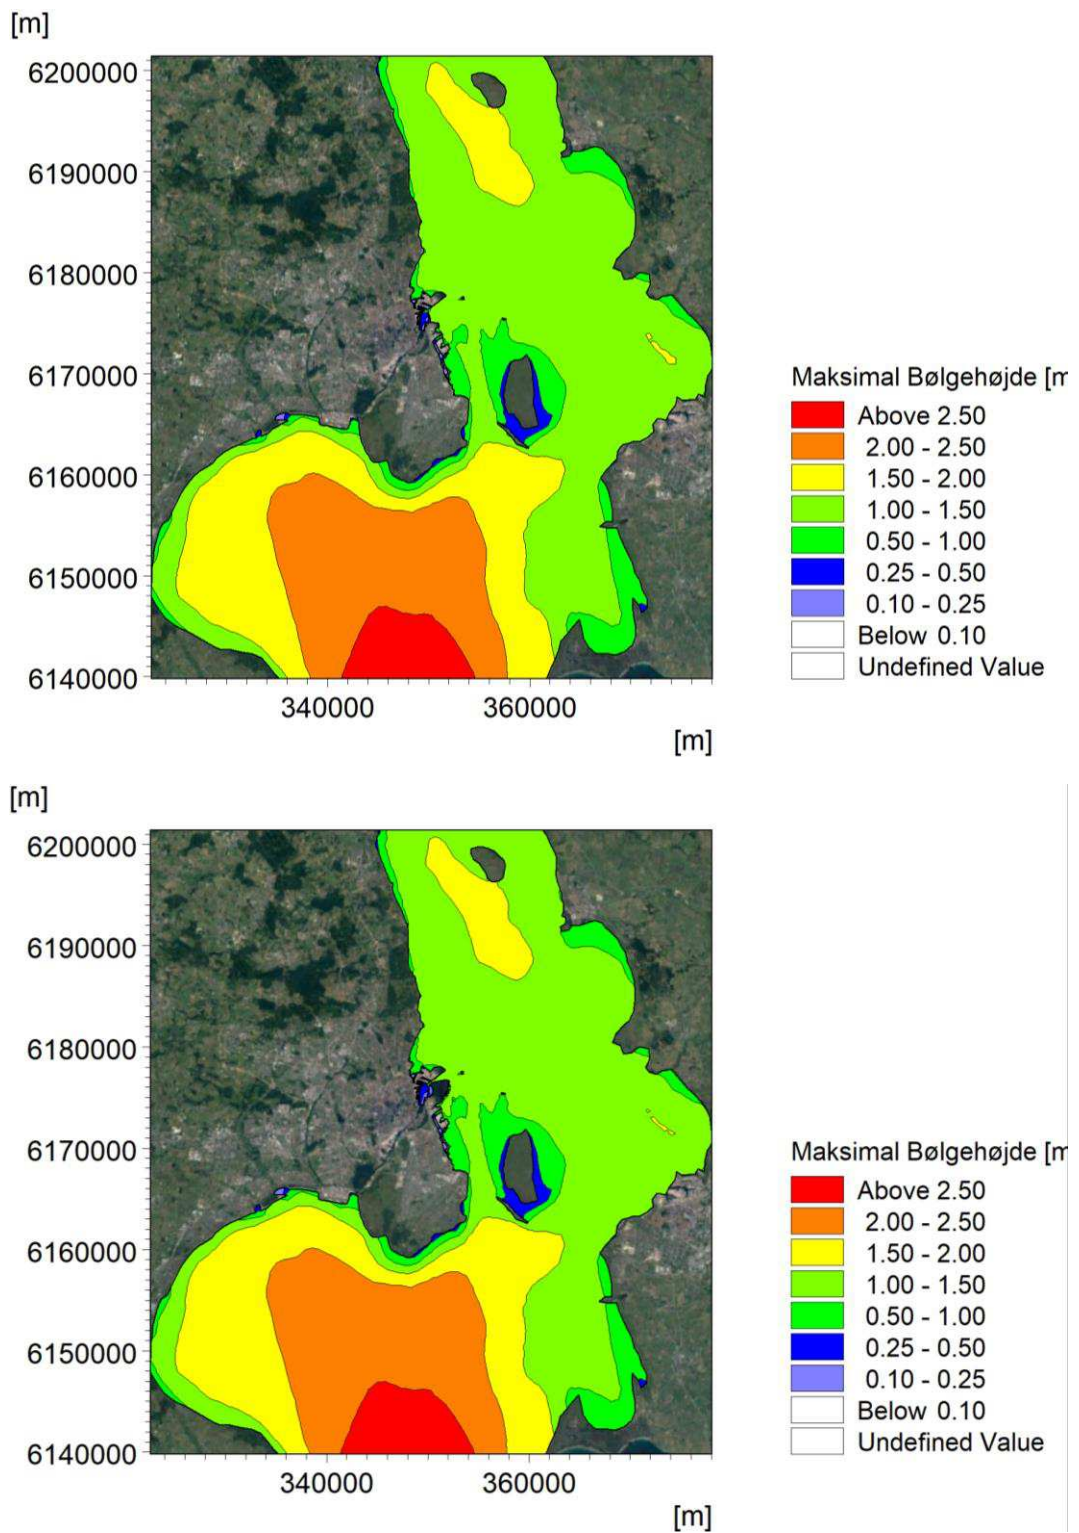 [m]
6200000
6190000
6180000
6170000
6160000
6150000
6140000
340000 360000
[m]
Maksimal Bølgehøjde [m
Above 2.50
2.00 - 2.50
1.50 - 2.00
1.00 - 1.50
0.50 - 1.00
0.25 - 0.50
0.10 - 0.25
Below 0.10
Undefined Value
[m]
6200000
6190000
6180000
6170000
6160000
6150000
6140000
340000 360000
[m]
Maksimal Bølgehøjde [m
Above 2.50
2.00 - 2.50
1.50 - 2.00
1.00 - 1.50
0.50 - 1.00
0.25 - 0.50
0.10 - 0.25
Below 0.10
Undefined Value